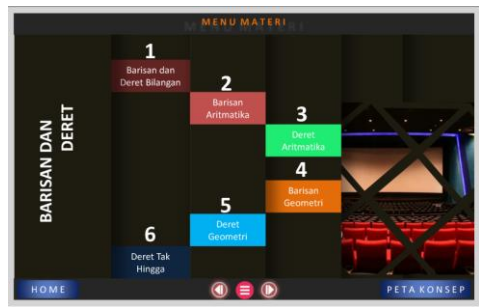 MENU MATERI
BARISAN DAN
DERET
1
Barisan dan
Deret Bilangan
2
Barisan
Aritmatika
3
Deret
Aritmatika
4
Barisan
Geometri
5
Deret
Geometri
6
Deret Tak
Hingga
HOME
PETA KONSEP